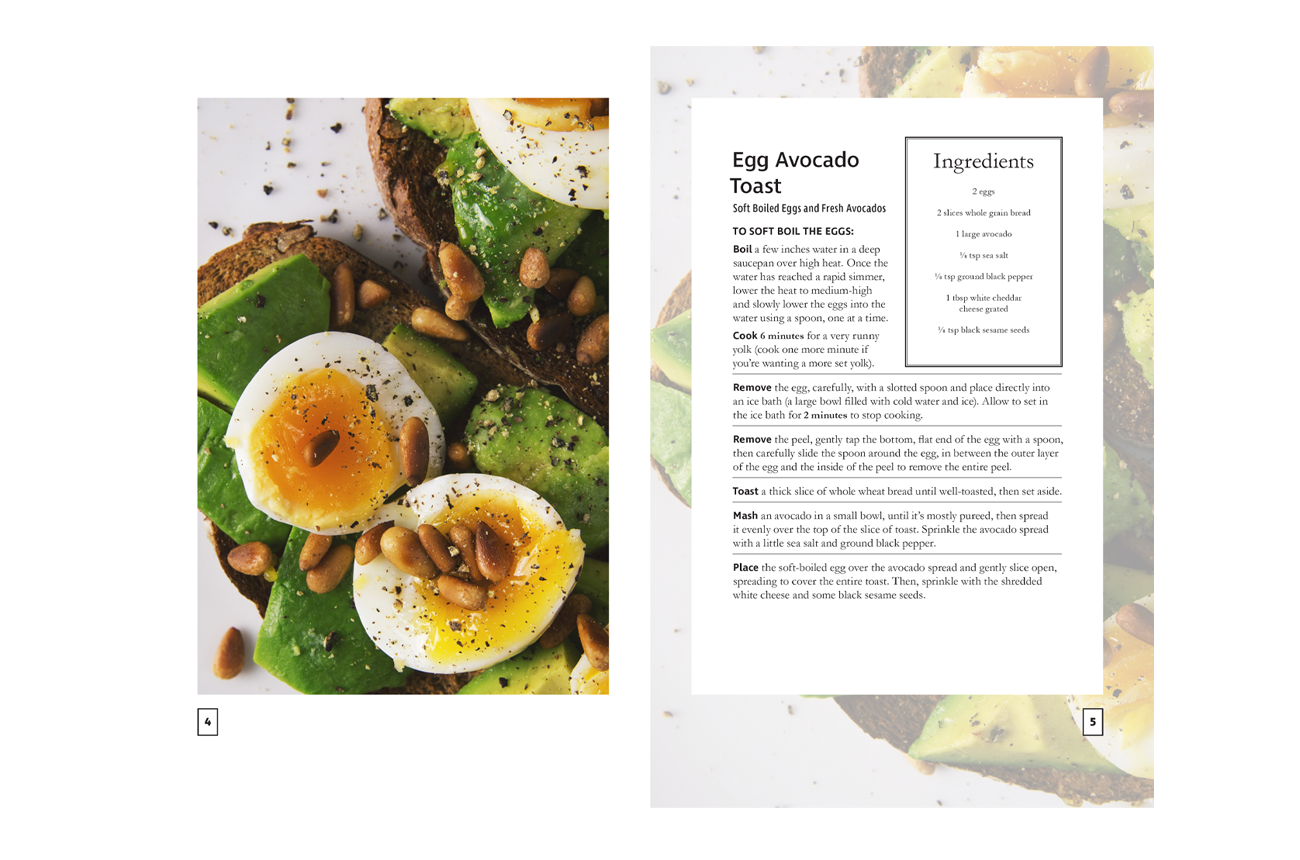 Egg Avocado
Toast
Soft Boiled Eggs and Fresh Avocados
TO SOFT BOIL THE EGGS:
Boil a few inches water in a deep
saucepan over high heat. Once the
water has reached a rapid simmer,
lower the heat to medium-high
and slowly lower the eggs into the
water using a spoon, one at a time.
Cook 6 minutes for a very runny
yolk (cook one more minute if
you're wanting a more set yolk).
Ingredients
2 eggs
2 slices whole grain bread
1 large avocado
¼ tsp sea salt
¼ tsp ground black pepper
1 tbsp white cheddar
cheese grated
¼ tsp black sesame seeds
Remove the egg, carefully, with a slotted spoon and place directly into
an ice bath (a large bowl filled with cold water and ice). Allow to set in
the ice bath for 2 minutes to stop cooking.
Remove the peel, gently tap the bottom, flat end of the egg with a spoon,
then carefully slide the spoon around the egg, in between the outer layer
of the egg and the inside of the peel to remove the entire peel.
Toast a thick slice of whole wheat bread until well-toasted, then set aside.
Mash an avocado in a small bowl, until it's mostly pureed, then spread
it evenly over the top of the slice of toast. Sprinkle the avocado spread
with a little sea salt and ground black pepper.
Place the soft-boiled egg over the avocado spread and gently slice open,
spreading to cover the entire toast. Then, sprinkle with the shredded
white cheese and some black sesame seeds.
4
5